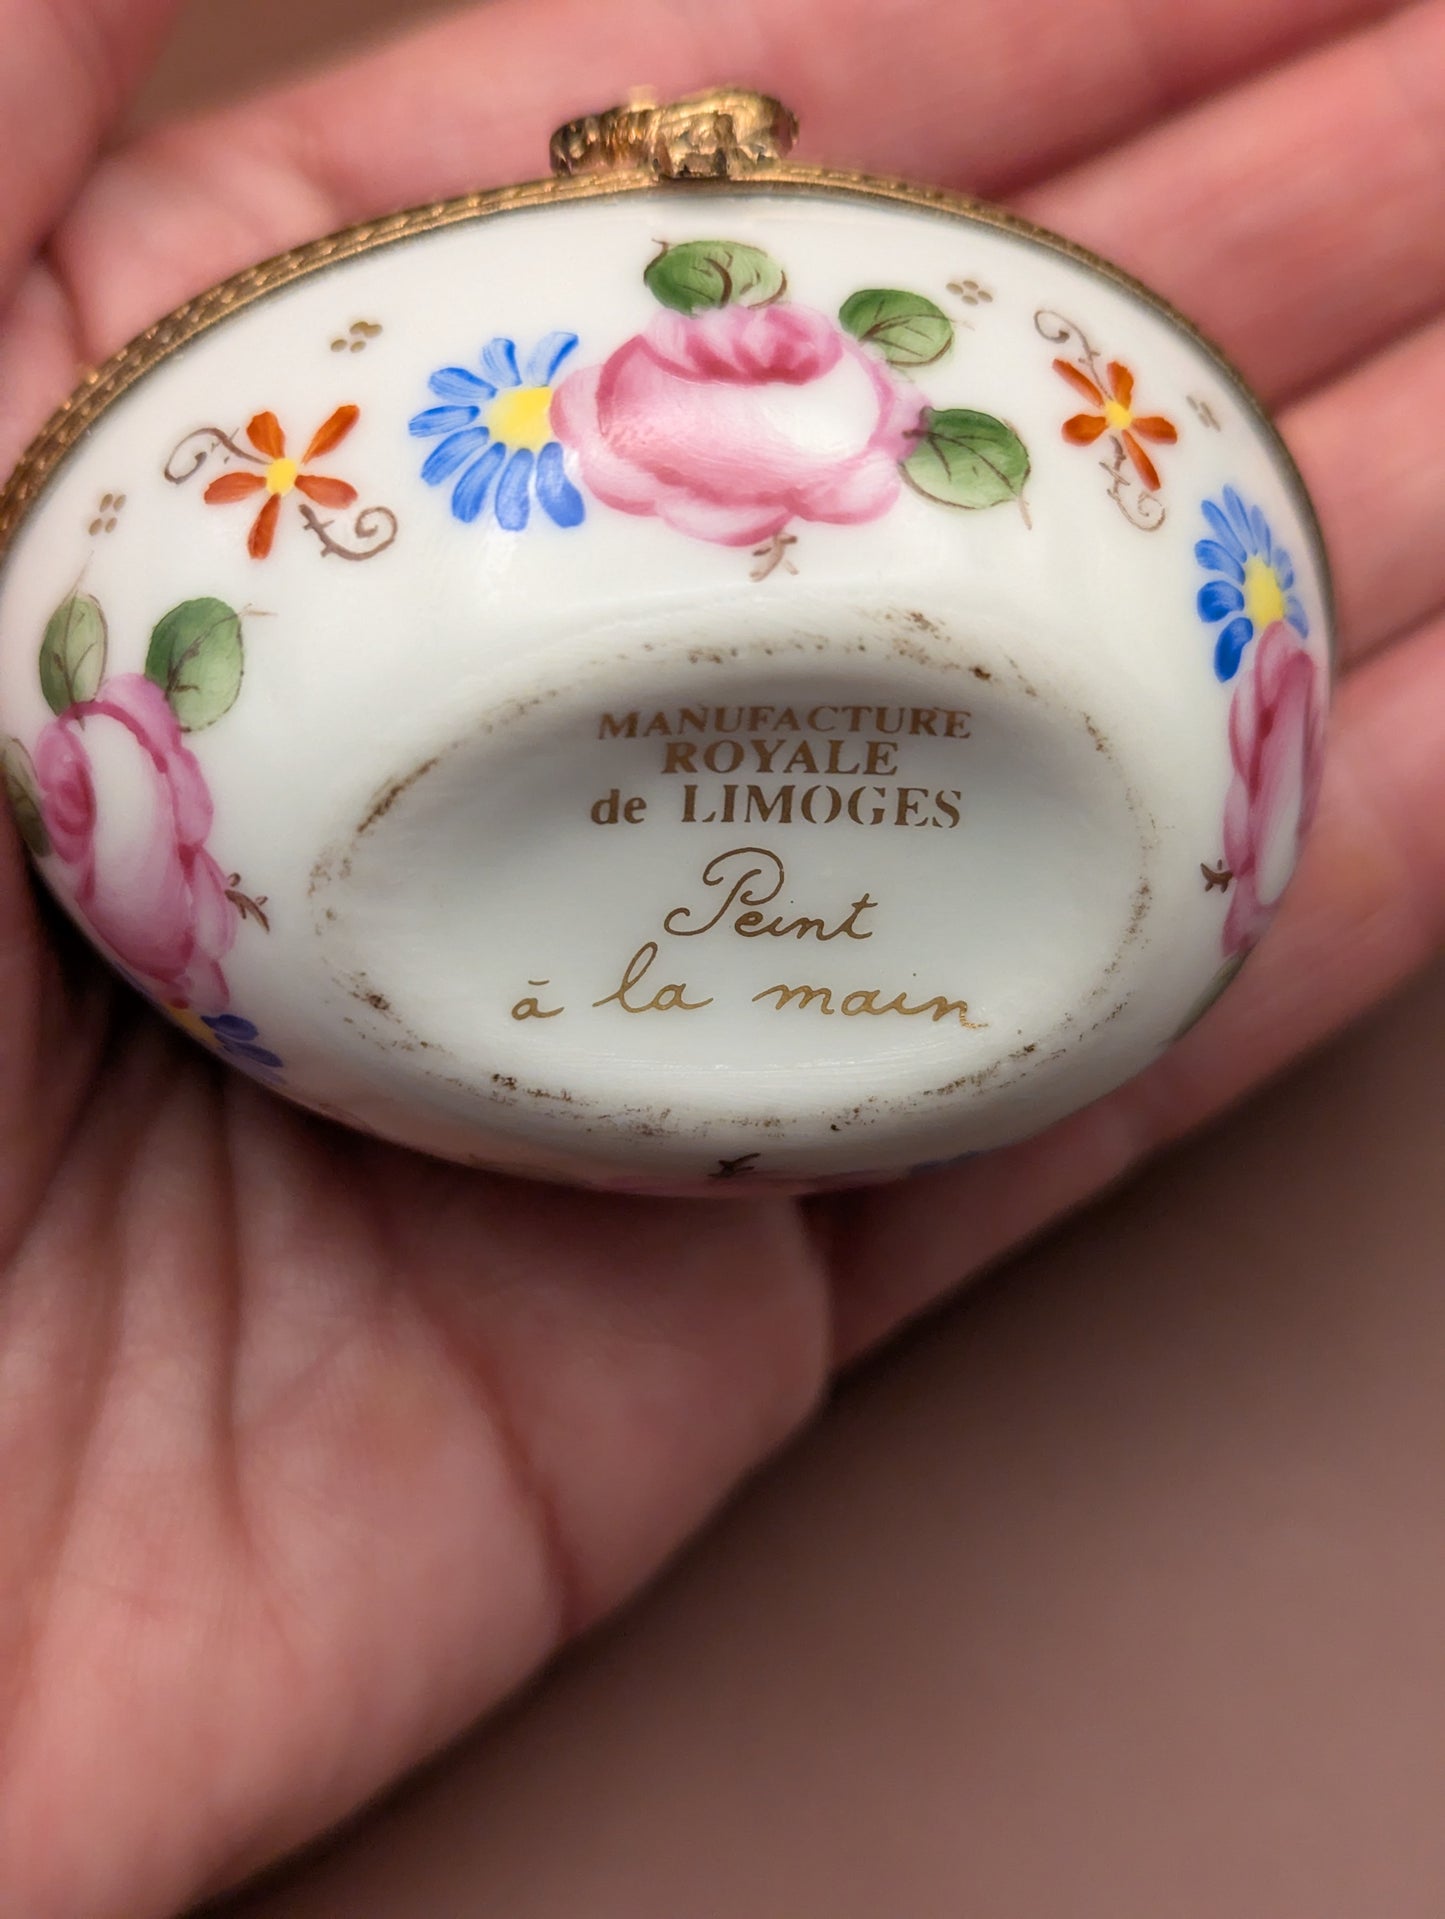 MANUFACTURE
ROYALE
de LIMOGES
Peint
à la main